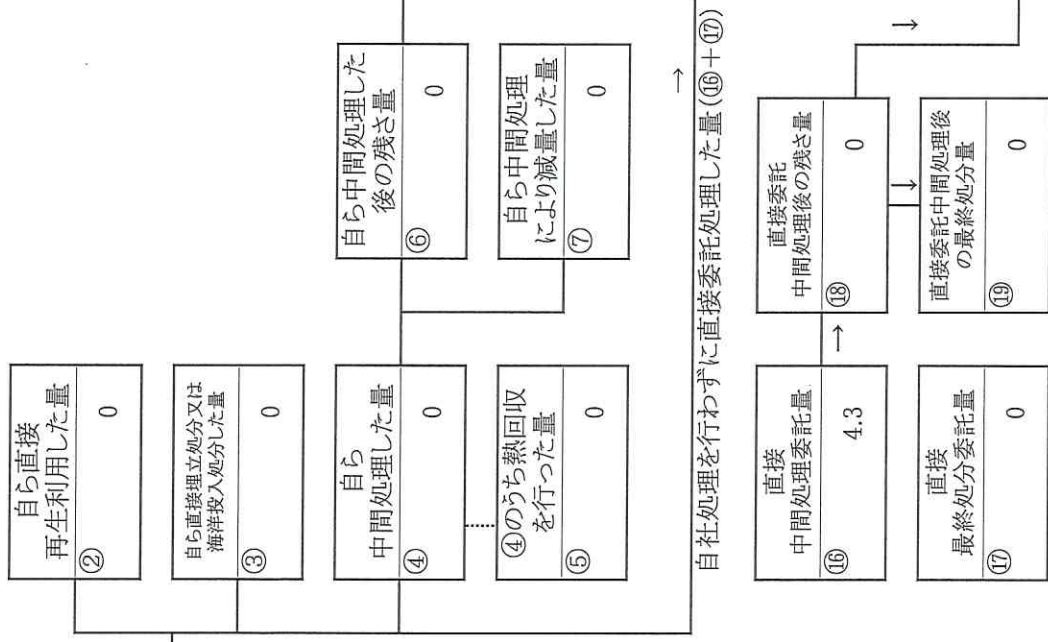 自ら直接
再生利用した量
②
0
自ら直接埋立処分又は
海洋投入処分した量
③
0
自ら
中間処理した量
④
0
④のうち熱回収
を行った量
⑤
0
自ら中間処理した
後の残さ量
⑥
0
自ら中間処理
により減量した量
⑦
0
→
自社処理を行わずに直接委託処理した量(⑯+⑰)
直接
中間処理委託量
⑯
4.3
→
直接
最終処分委託量
⑰
0
直接委託
中間処理後の残さ量
⑱
0
→
→
直接委託中間処理後
の最終処分量
⑲
0